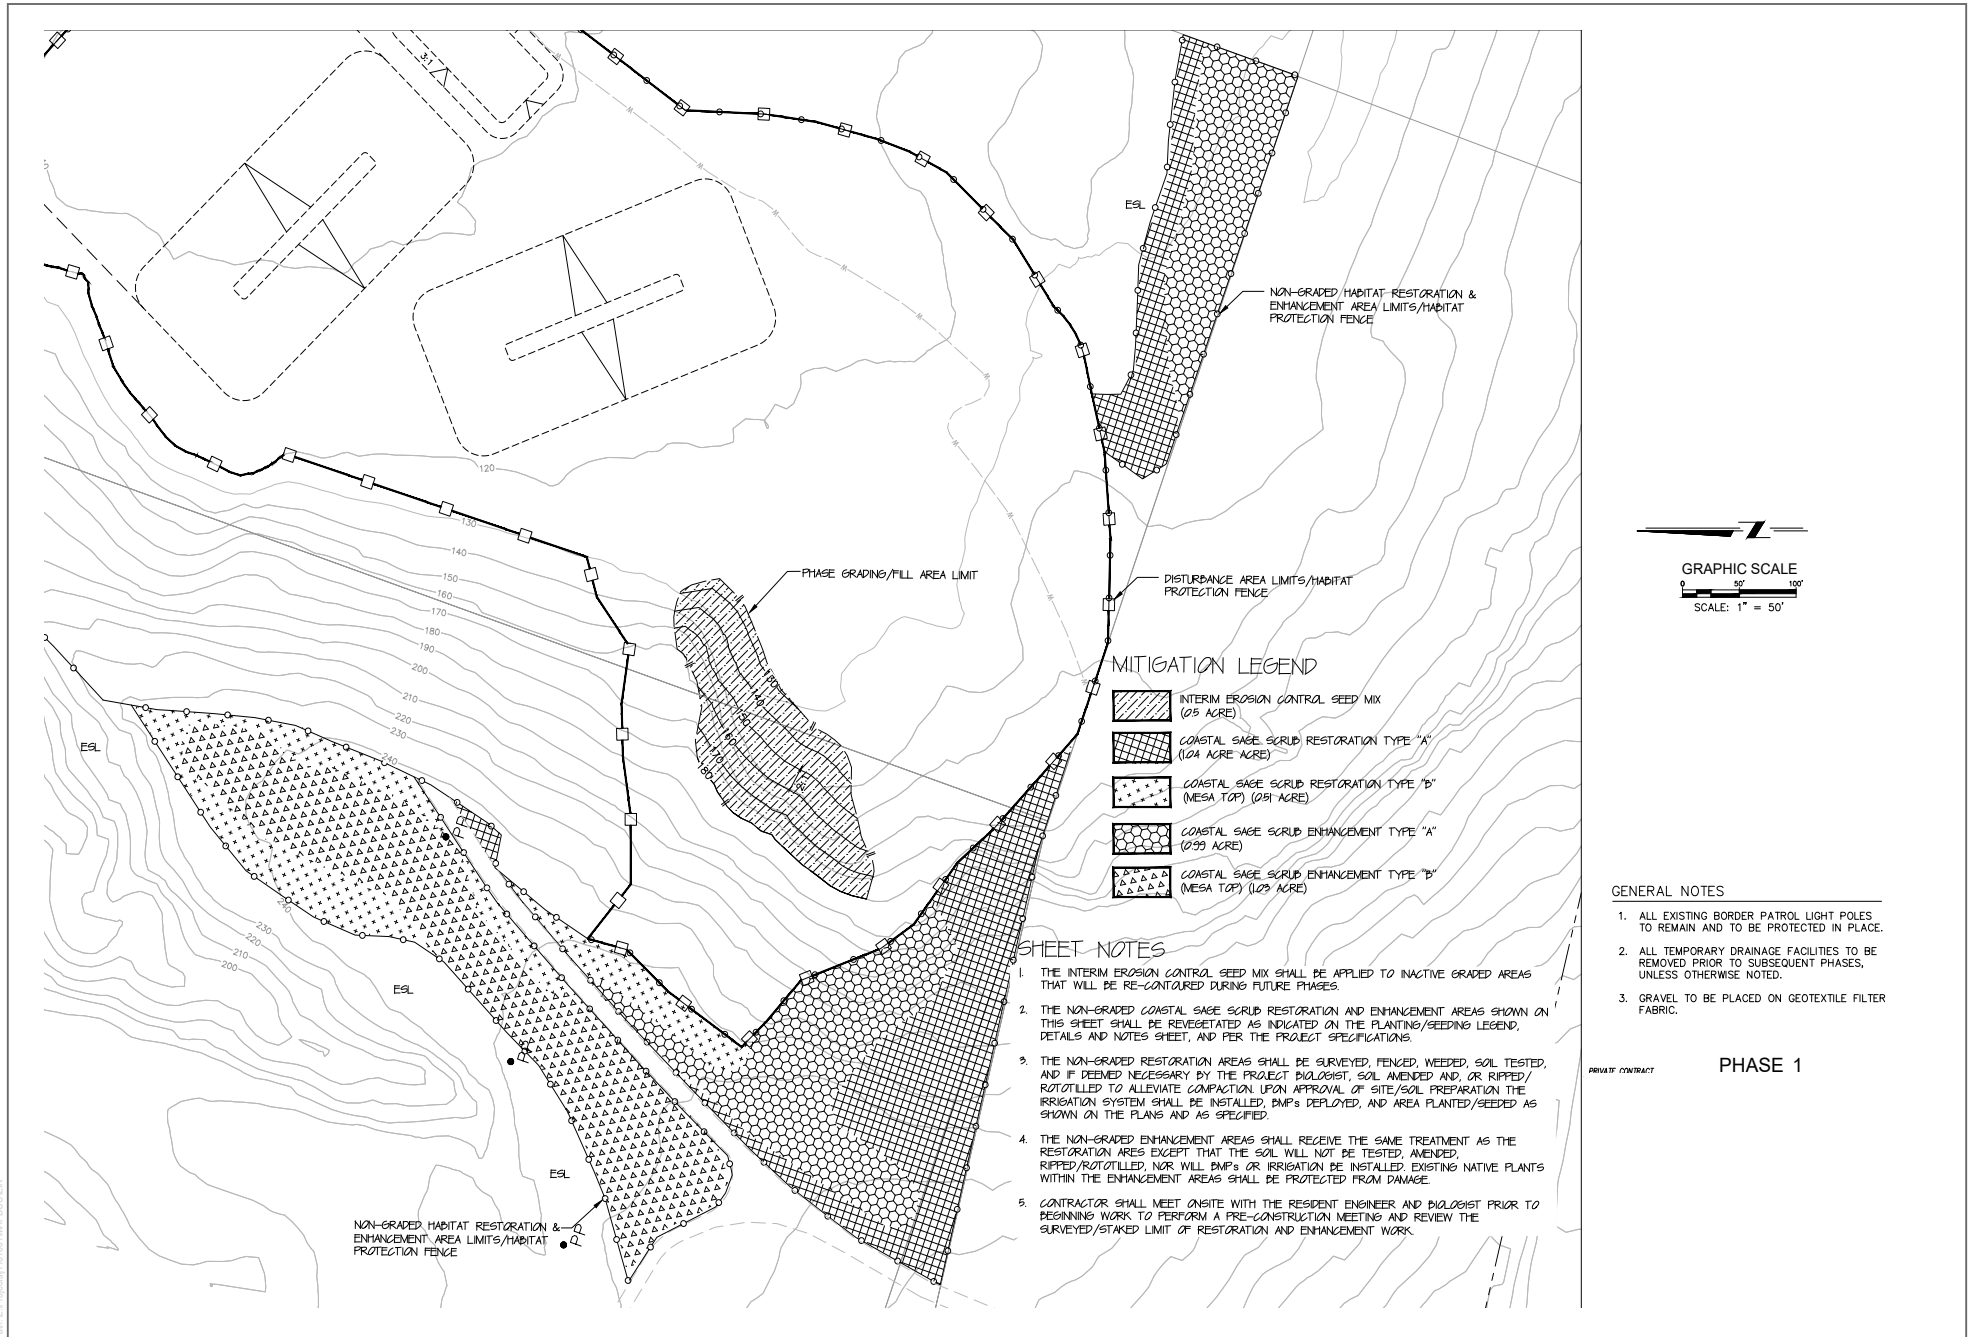 3:1
ESL
NON-GRADED HABITAT RESTORATION &
ENHANCEMENT AREA LIMITS/HABITAT
PROTECTION FENCE
W
W
W
W
W
W
W
W
W
120
130
140
150
160
170
180
190
200
210
220
230
240
PHASE GRADING/FILL AREA LIMIT
DISTURBANCE AREA LIMITS/HABITAT
PROTECTION FENCE
GRAPHIC SCALE
0 50' 100'
SCALE: 1" = 50'
MITIGATION LEGEND
INTERIM EROSION CONTROL SEED MIX
(0.5 ACRE)
COASTAL SAGE SCRUB RESTORATION TYPE "A"
(1.04 ACRE ACRE)
COASTAL SAGE SCRUB RESTORATION TYPE "B"
(MESA TOP) (0.51 ACRE)
COASTAL SAGE SCRUB ENHANCEMENT TYPE "A"
(0.99 ACRE)
COASTAL SAGE SCRUB ENHANCEMENT TYPE "B"
(MESA TOP) (1.03 ACRE)
ESL
240
230
220
210
200
ESL
ESL
PP
NON-GRADED HABITAT RESTORATION &
ENHANCEMENT AREA LIMITS/HABITAT
PROTECTION FENCE
SHEET NOTES
1. THE INTERIM EROSION CONTROL SEED MIX SHALL BE APPLIED TO INACTIVE GRADED AREAS
THAT WILL BE RE-CONTOURED DURING FUTURE PHASES.
2. THE NON-GRADED COASTAL SAGE SCRUB RESTORATION AND ENHANCEMENT AREAS SHOWN ON
THIS SHEET SHALL BE REVEGETATED AS INDICATED ON THE PLANTING/SEEDING LEGEND,
DETAILS AND NOTES SHEET, AND PER THE PROJECT SPECIFICATIONS.
3. THE NON-GRADED RESTORATION AREAS SHALL BE SURVEYED, FENCED, WEEDED, SOIL TESTED,
AND IF DEEMED NECESSARY BY THE PROJECT BIOLOGIST, SOIL AMENDED AND, OR RIPPED/
ROTOTILLED TO ALLEVIATE COMPACTION. UPON APPROVAL OF SITE/SOIL PREPARATION THE
IRRIGATION SYSTEM SHALL BE INSTALLED, BMPs DEPLOYED, AND AREA PLANTED/SEEDED AS
SHOWN ON THE PLANS AND AS SPECIFIED.
4. THE NON-GRADED ENHANCEMENT AREAS SHALL RECEIVE THE SAME TREATMENT AS THE
RESTORATION ARES EXCEPT THAT THE SOIL WILL NOT BE TESTED, AMENDED,
RIPPED/ROTOTILLED, NOR WILL BMPs OR IRRIGATION BE INSTALLED. EXISTING NATIVE PLANTS
WITHIN THE ENHANCEMENT AREAS SHALL BE PROTECTED FROM DAMAGE.
5. CONTRACTOR SHALL MEET ONSITE WITH THE RESIDENT ENGINEER AND BIOLOGIST PRIOR TO
BEGINNING WORK TO PERFORM A PRE-CONSTRUCTION MEETING AND REVIEW THE
SURVEYED/STAKED LIMIT OF RESTORATION AND ENHANCEMENT WORK.
GENERAL NOTES
1. ALL EXISTING BORDER PATROL LIGHT POLES
TO REMAIN AND TO BE PROTECTED IN PLACE.
2. ALL TEMPORARY DRAINAGE FACILITIES TO BE
REMOVED PRIOR TO SUBSEQUENT PHASES,
UNLESS OTHERWISE NOTED.
3. GRAVEL TO BE PLACED ON GEOTEXTILE FILTER
FABRIC.
PRIVATE CONTRACT
PHASE 1